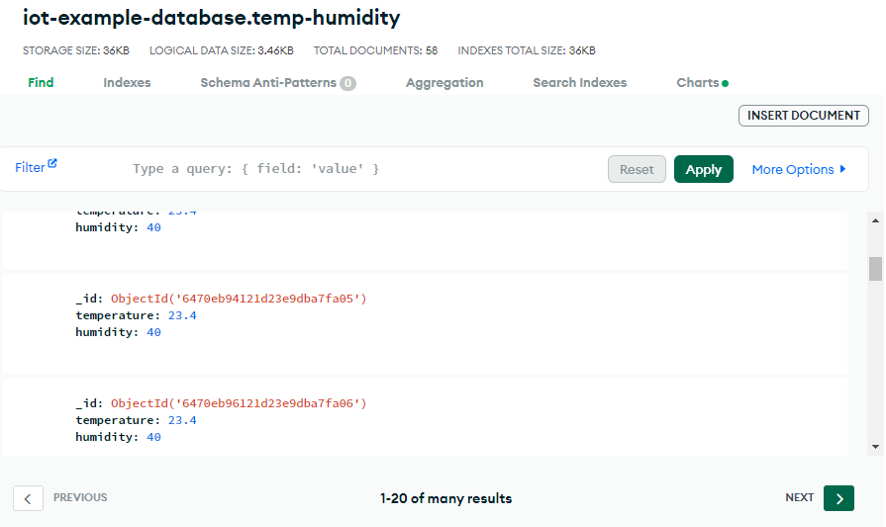 iot-example-database.temp-humidity
STORAGE SIZE: 36KB LOGICAL DATA SIZE: 3.46KB TOTAL DOCUMENTS: 58 INDEXES TOTAL SIZE: 36KB
Find Indexes Schema Anti-Patterns 0 Aggregation Search Indexes Charts
INSERT DOCUMENT
Filter Type a query: { field: 'value' } Reset Apply More Options
temperature: 23.4
humidity: 40
_id: ObjectId('6470eb94121d23e9dba7fa05')
temperature: 23.4
humidity: 40
_id: ObjectId('6470eb96121d23e9dba7fa06')
temperature: 23.4
humidity: 40
PREVIOUS 1-20 of many results NEXT